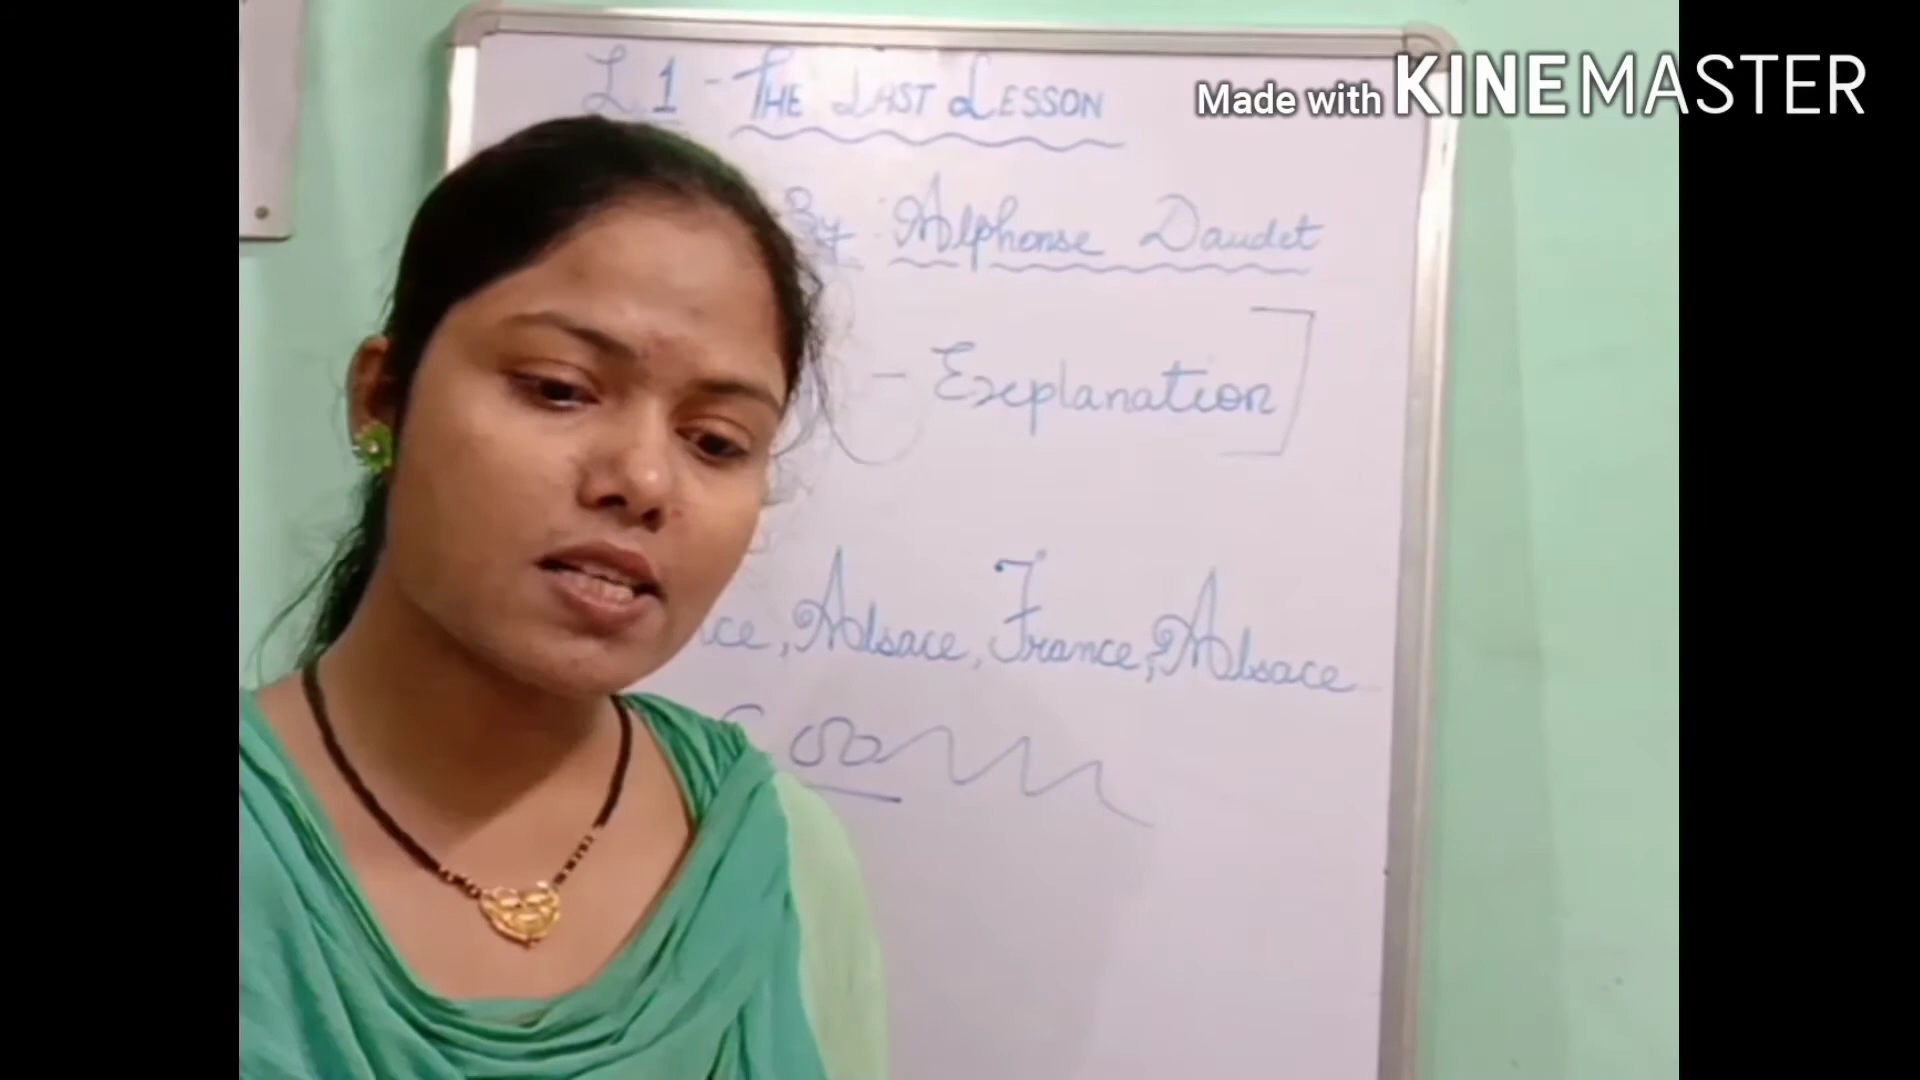 L 1 - THE LAST LESSON
Made with KINEMASTER
By : Alphonse Daudet
- Explanation ]
, Alsace, France, Alsace